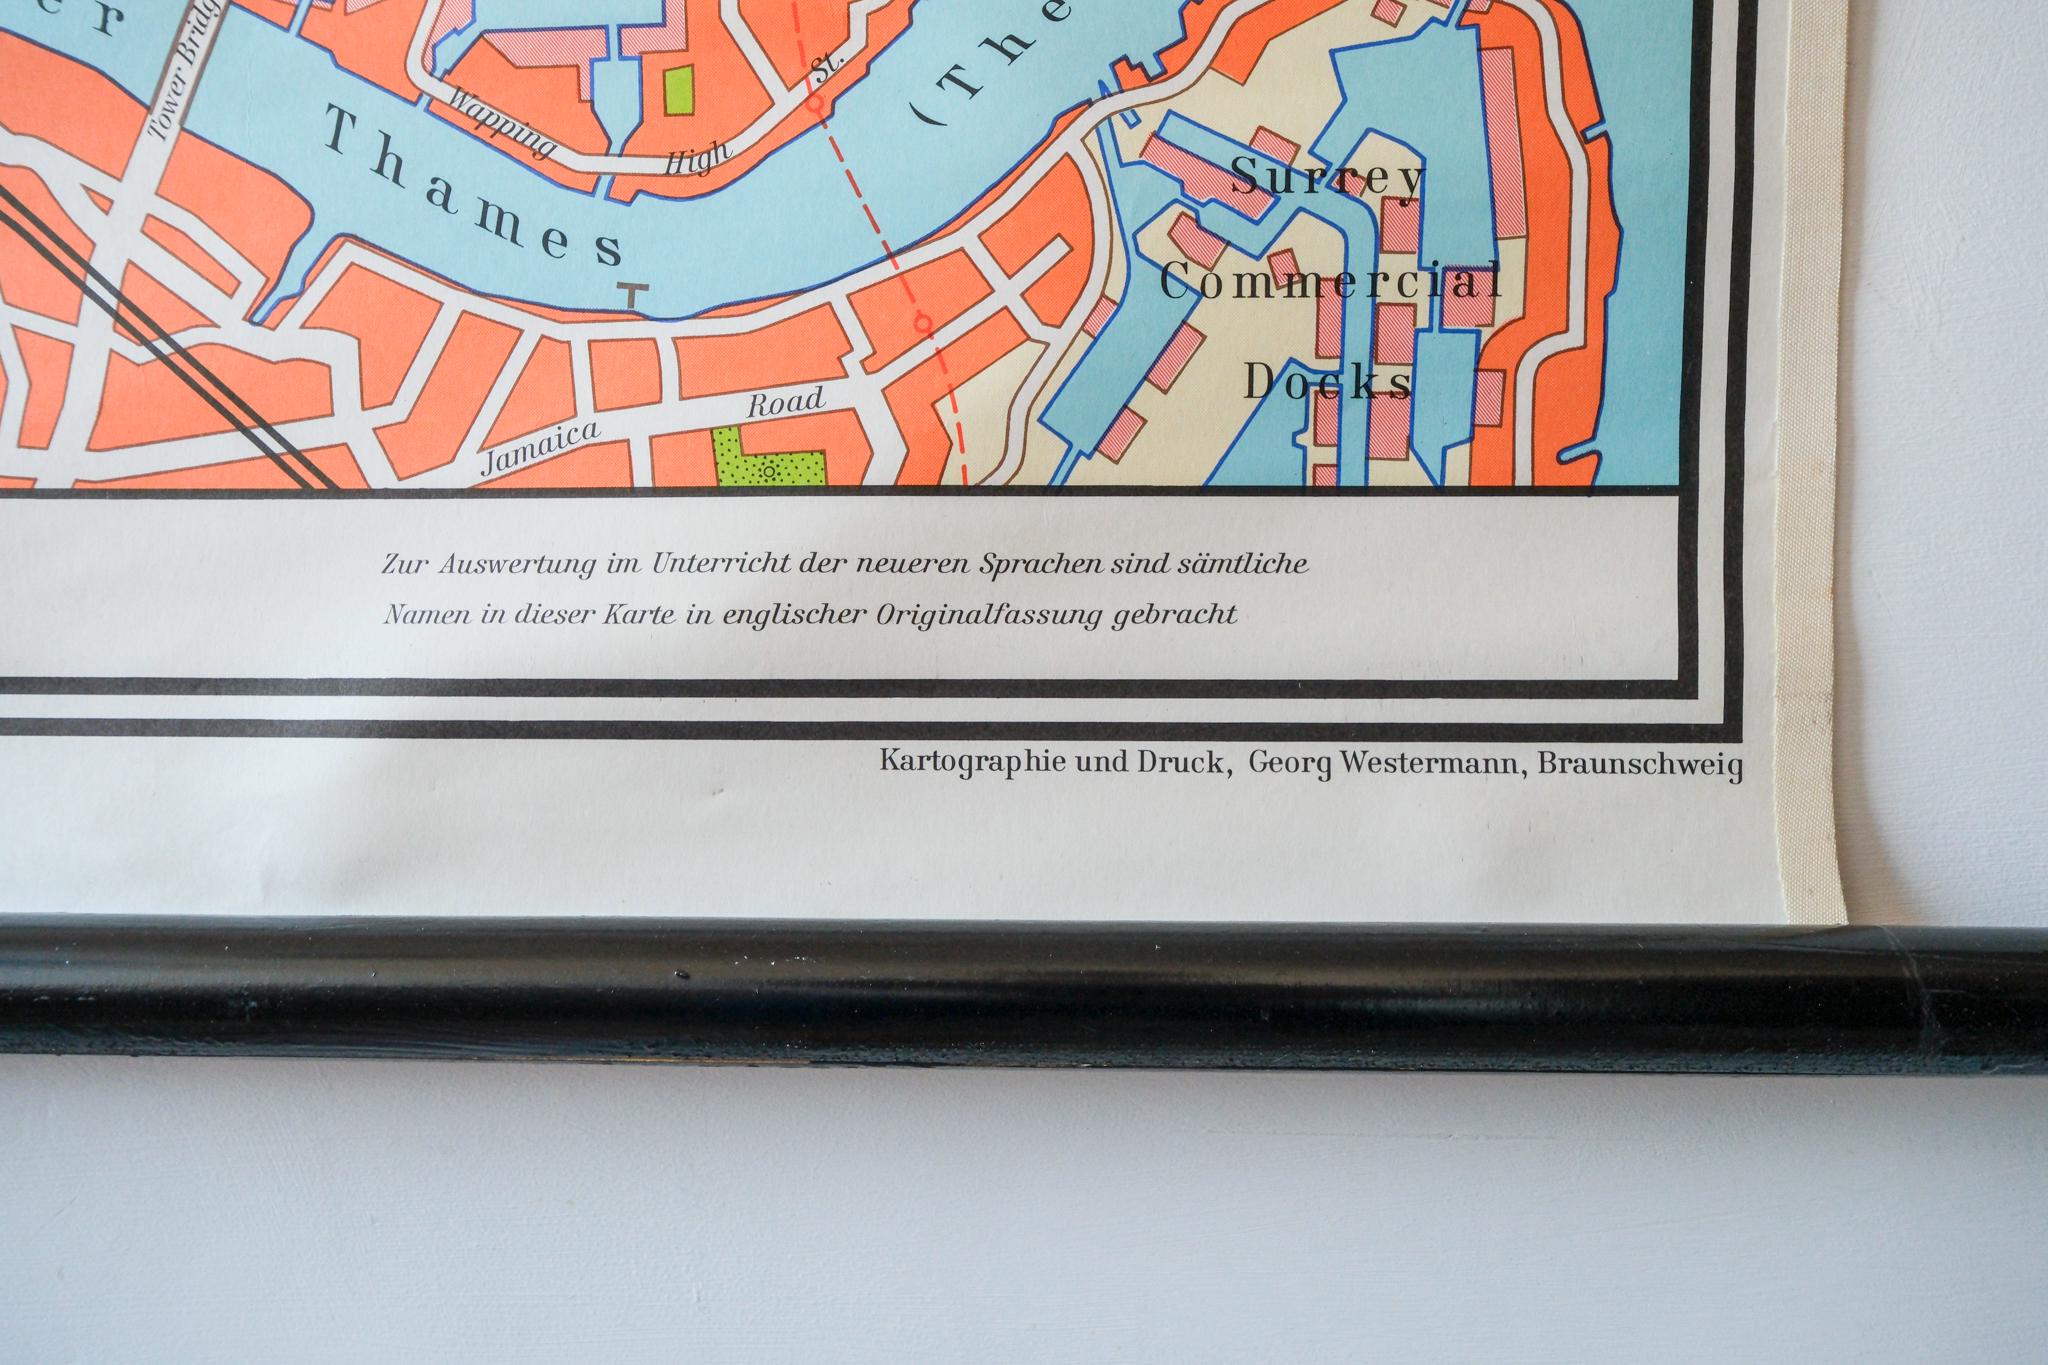 Tower Bridge
St.
(The
Wapping
High
Thames
Surrey
Commercial
Docks
Jamaica
Road
Zur Auswertung im Unterricht der neueren Sprachen sind sämtliche
Namen in dieser Karte in englischer Originalfassung gebracht
Kartographie und Druck, Georg Westermann, Braunschweig